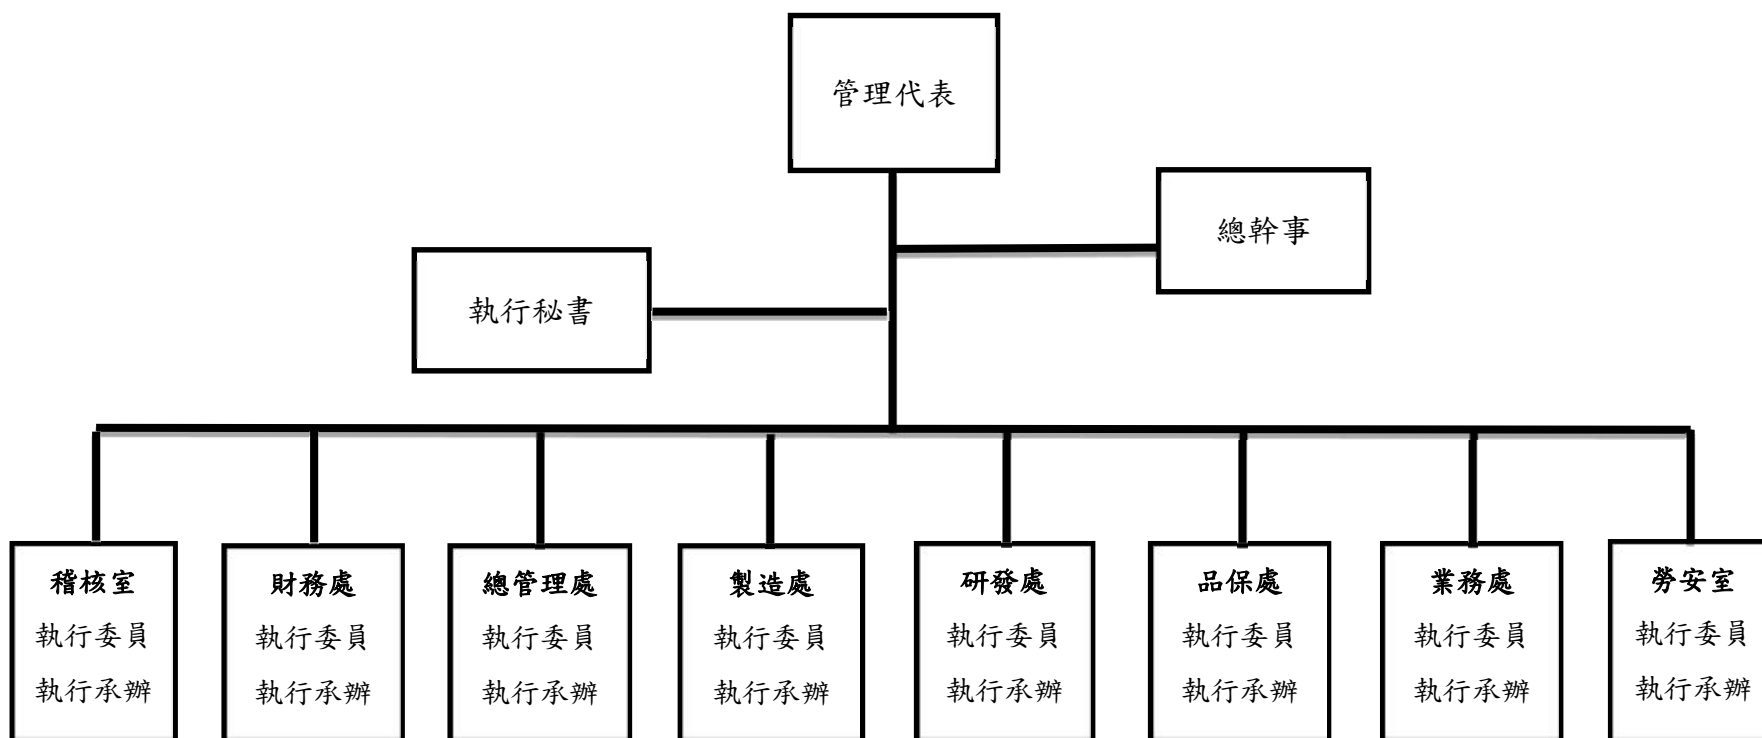 管理代表
總幹事
執行秘書
稽核室
執行委員
執行承辦
財務處
執行委員
執行承辦
總管理處
執行委員
執行承辦
製造處
執行委員
執行承辦
研發處
執行委員
執行承辦
品保處
執行委員
執行承辦
業務處
執行委員
執行承辦
勞安室
執行委員
執行承辦